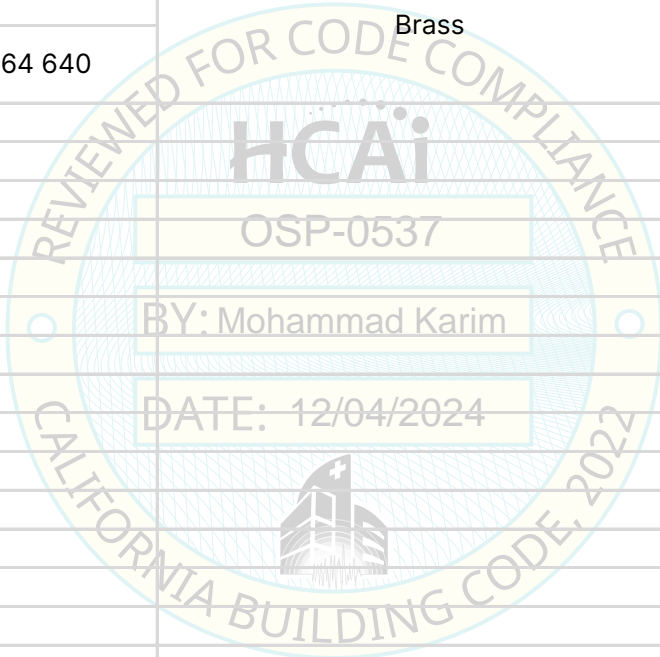 Brass
64 640
REVIEWED FOR CODE COMPLIANCE
HCAi
OSP-0537
BY: Mohammad Karim
DATE: 12/04/2024
CALIFORNIA BUILDING CODE, 2022